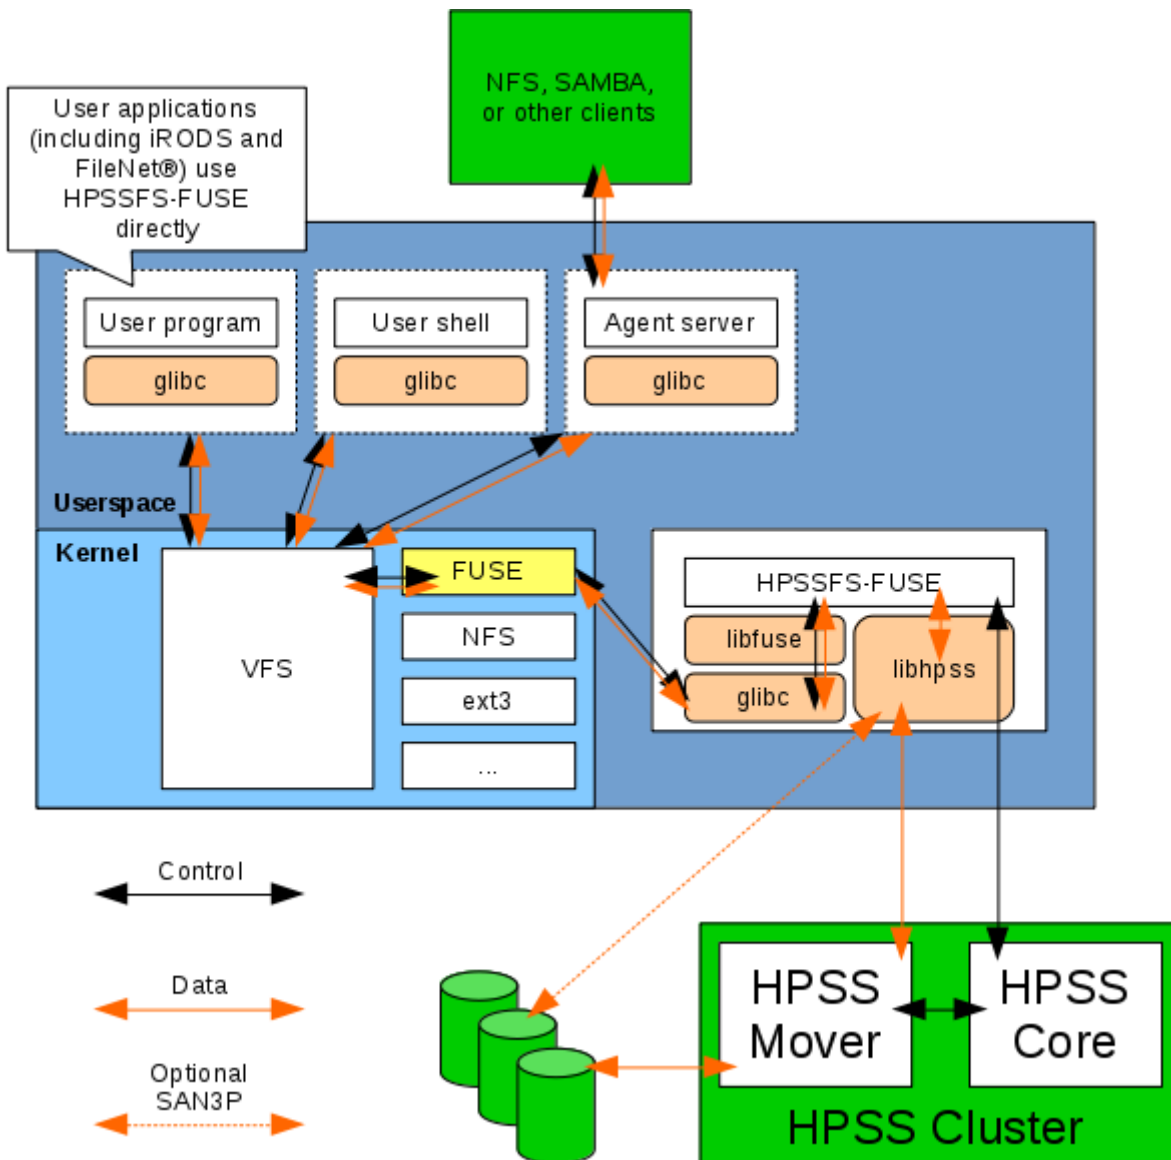 NFS, SAMBA,
or other clients
User applications
(including iRODS and
FileNet®) use
HPSSFS-FUSE
directly
User program
glibc
User shell
glibc
Agent server
glibc
Userspace
Kernel
VFS
FUSE
NFS
ext3
...
HPSSFS-FUSE
libfuse
glibc
libhpss
Control
Data
Optional
SAN3P
HPSS
Mover
HPSS
Core
HPSS Cluster